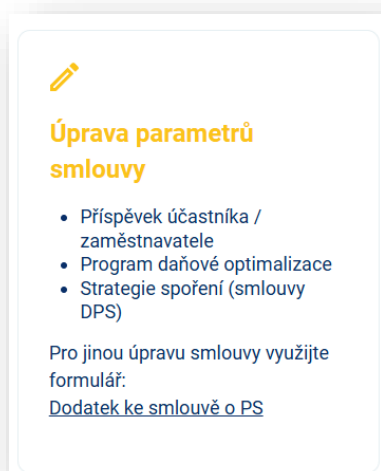 Úprava parametrů
smlouvy
• Příspěvek účastníka /
zaměstnavatele
• Program daňové optimalizace
• Strategie spoření (smlouvy
DPS)
Pro jinou úpravu smlouvy využijte
formulář:
Dodatek ke smlouvě o PS